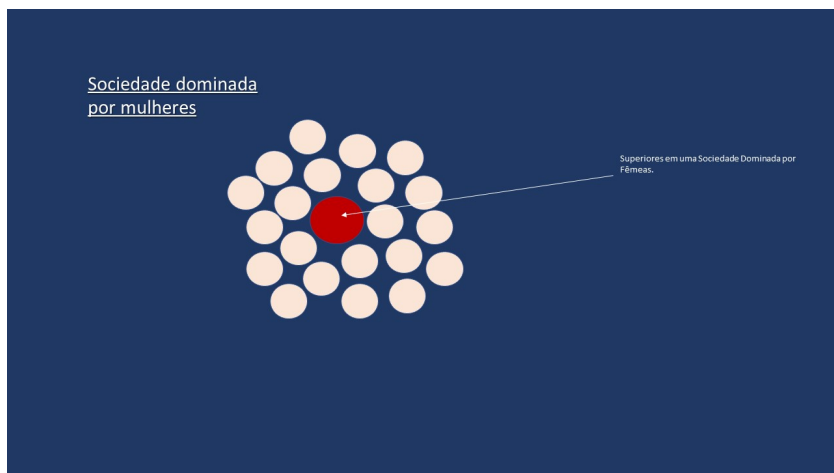 Sociedade dominada
por mulheres
Superiores em uma Sociedade Dominada por
Fêmeas.